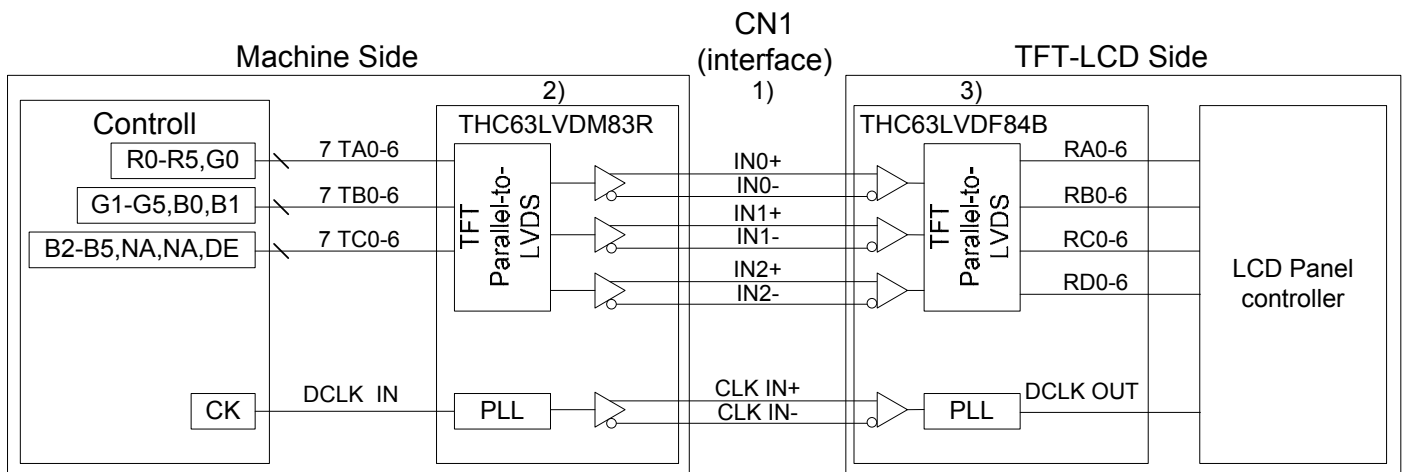 CN1
(interface)
1)
Machine Side
TFT-LCD Side
Controll
R0-R5,G0
G1-G5,B0,B1
B2-B5,NA,NA,DE
CK
7 TA0-6
7 TB0-6
7 TC0-6
DCLK IN
2)
THC63LVDM83R
TFT
Parallel-to-
LVDS
PLL
IN0+
IN0-
IN1+
IN1-
IN2+
IN2-
CLK IN+
CLK IN-
3)
THC63LVDF84B
TFT
Parallel-to-
LVDS
PLL
RA0-6
RB0-6
RC0-6
RD0-6
DCLK OUT
LCD Panel
controller